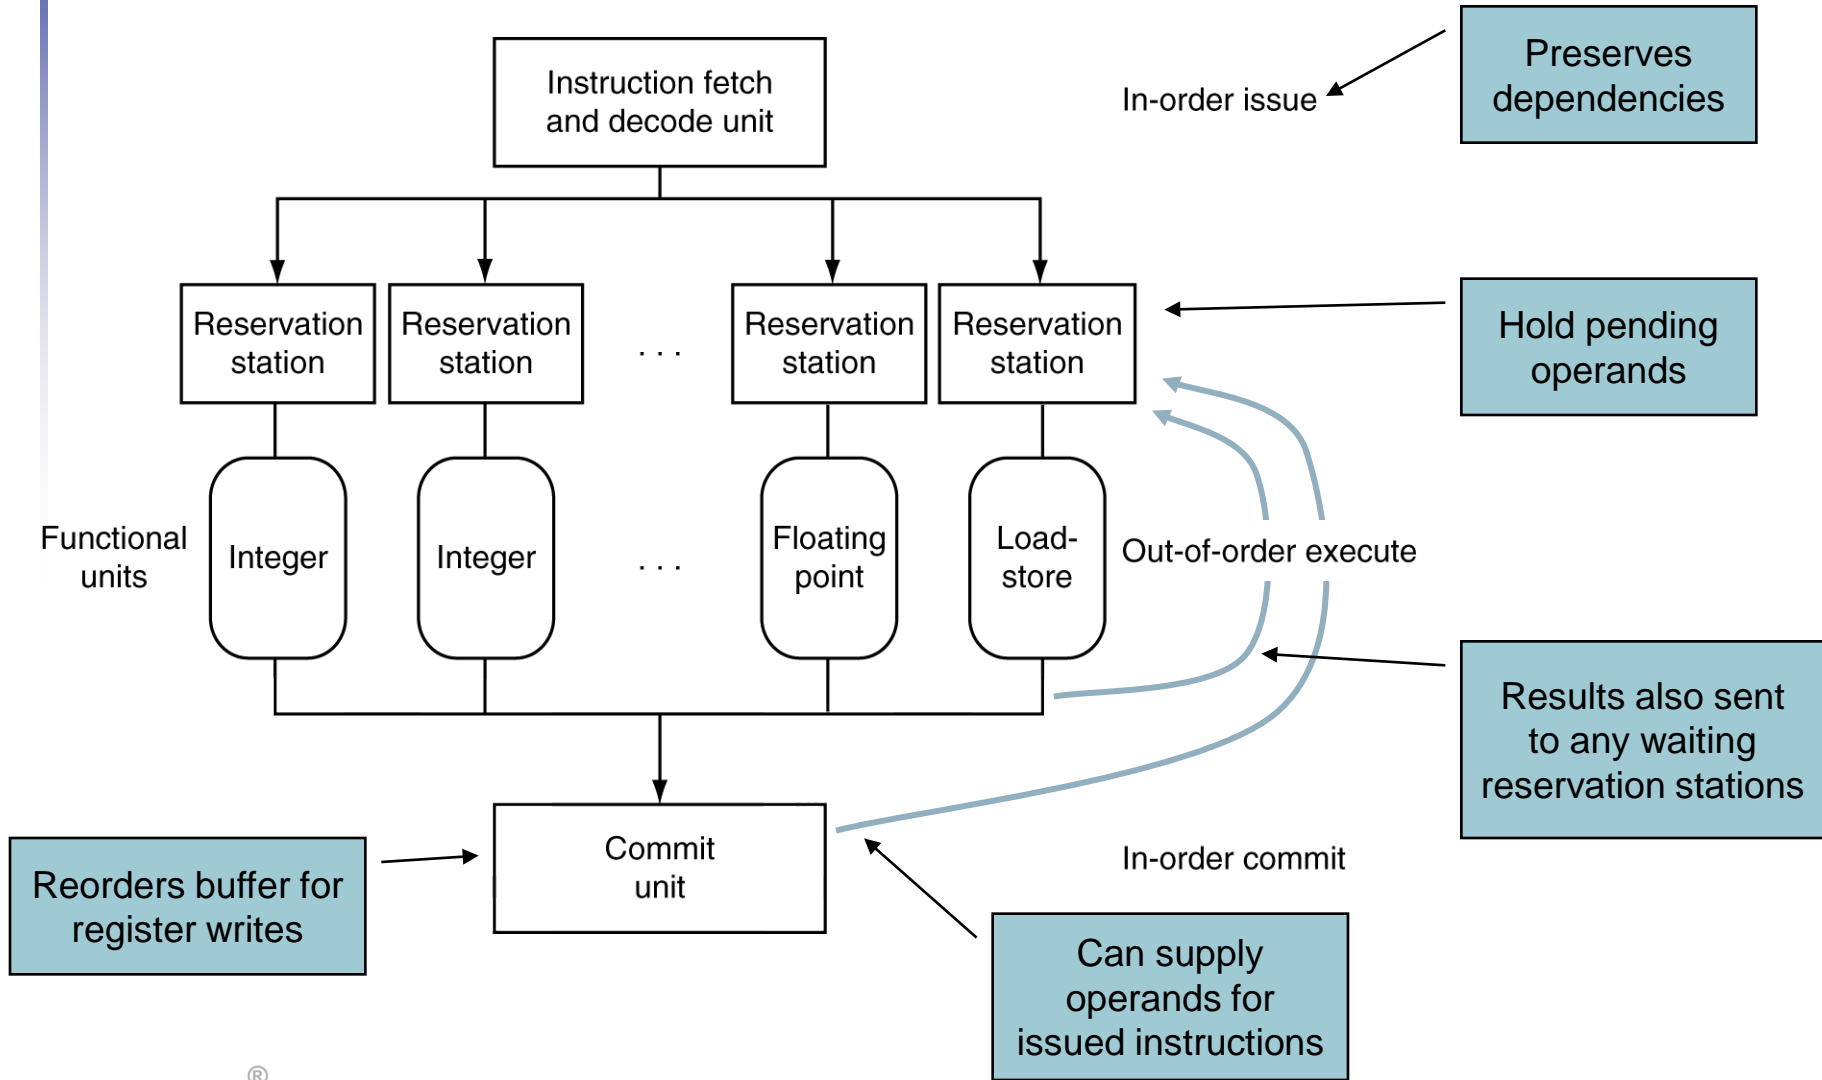 Instruction fetch
and decode unit
In-order issue
Preserves
dependencies
Reservation
station
Reservation
station
. . .
Reservation
station
Reservation
station
Hold pending
operands
Functional
units
Integer
Integer
. . .
Floating
point
Load-
store
Out-of-order execute
Results also sent
to any waiting
reservation stations
Commit
unit
In-order commit
Reorders buffer for
register writes
Can supply
operands for
issued instructions
®